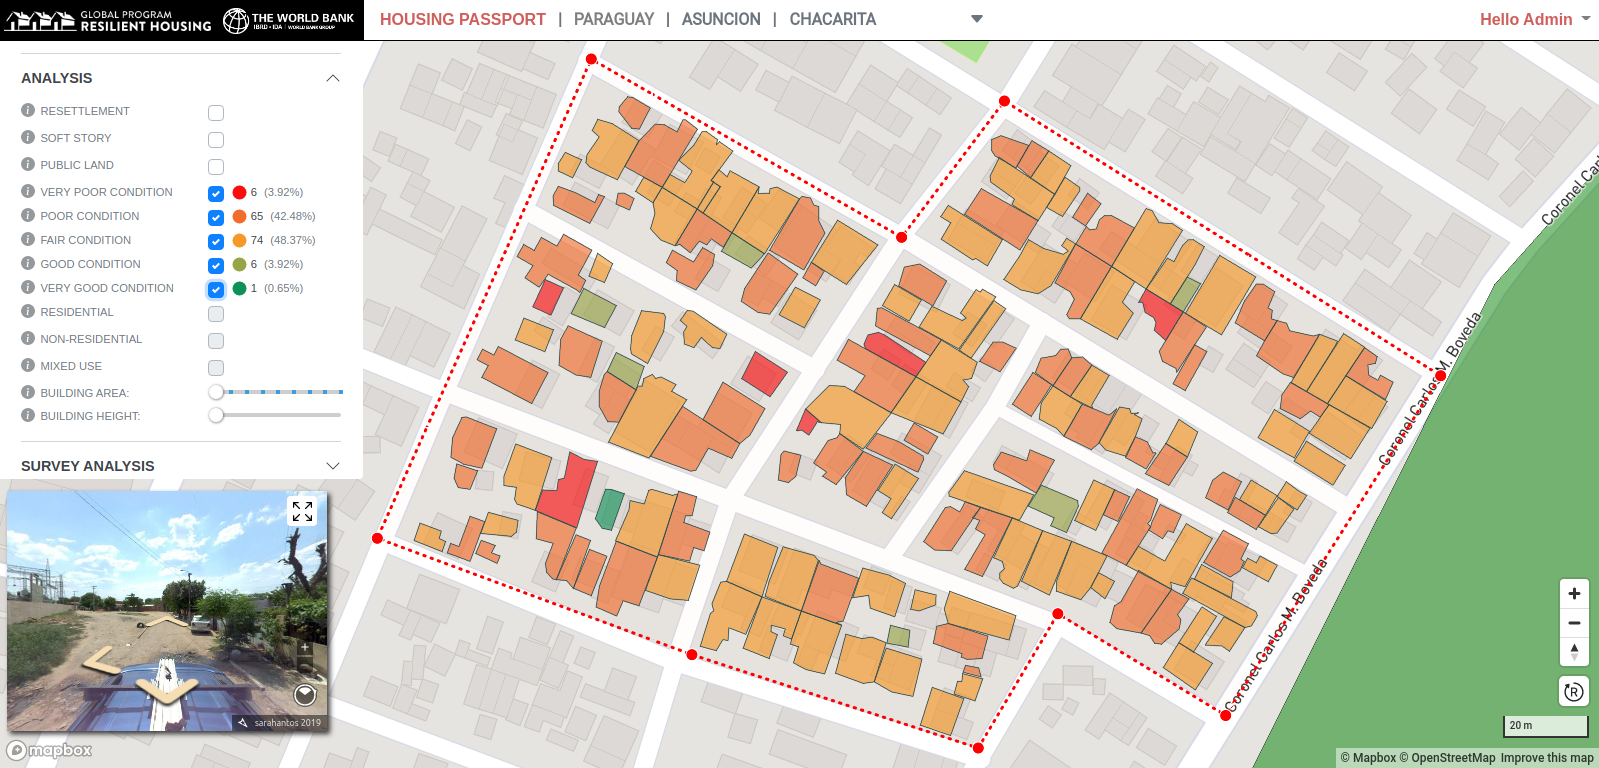 GLOBAL PROGRAM
RESILIENT HOUSING
THE WORLD BANK
IBRD • IDA | WORLD BANK GROUP
HOUSING PASSPORT | PARAGUAY | ASUNCION | CHACARITA
Hello Admin
ANALYSIS
RESETTLEMENT
SOFT STORY
PUBLIC LAND
VERY POOR CONDITION 6 (3.92%)
POOR CONDITION 65 (42.48%)
FAIR CONDITION 74 (48.37%)
GOOD CONDITION 6 (3.92%)
VERY GOOD CONDITION 1 (0.65%)
RESIDENTIAL
NON-RESIDENTIAL
MIXED USE
BUILDING AREA:
BUILDING HEIGHT:
SURVEY ANALYSIS
sarahantos 2019
mapbox
Coronel Carl
Coronel Carlos M. Boveda
Coronel Carlos M. Boveda
R
20 m
© Mapbox © OpenStreetMap Improve this map